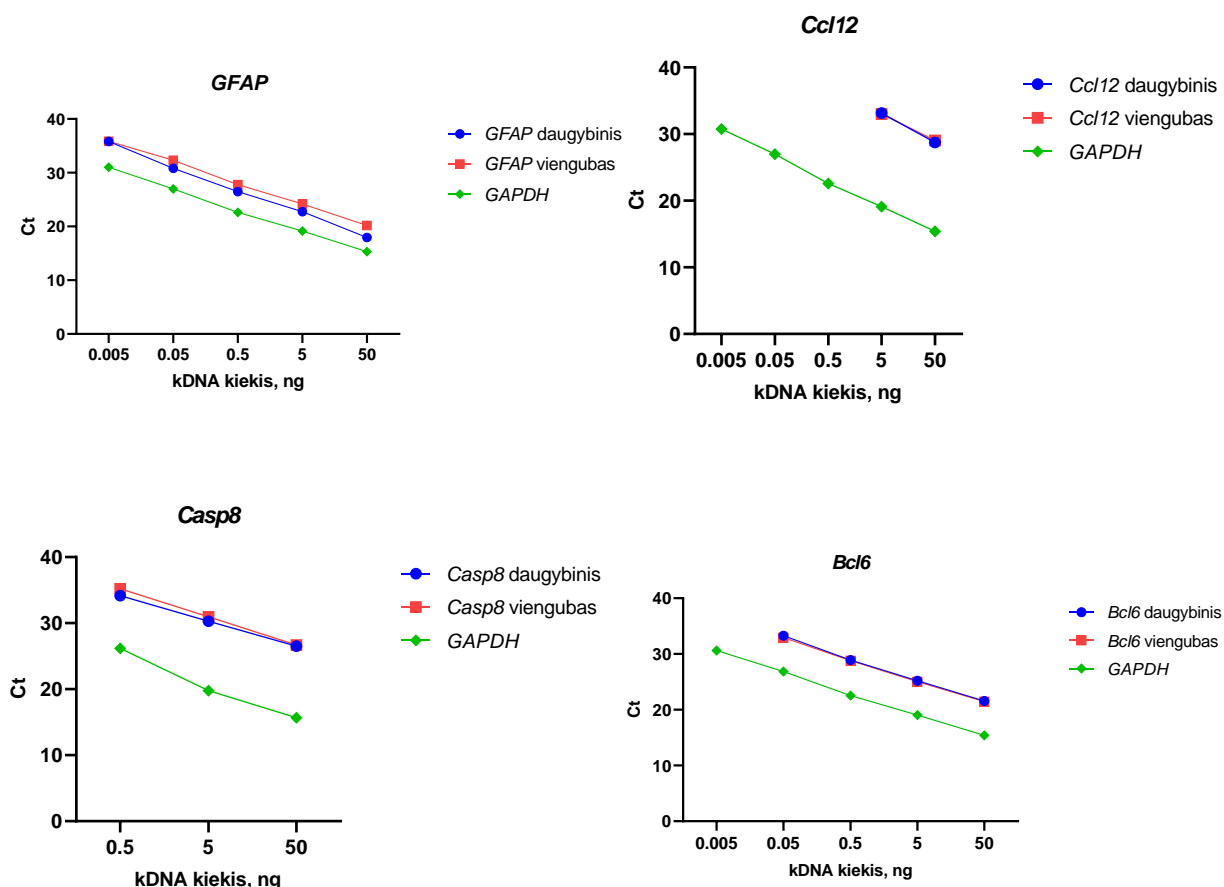 GFAP
40
30
20
10
0
Ct
0.005 0.05 0.5 5 50
kDNA kiekis, ng
GFAP daugybinis
GFAP viengubas
GAPDH
Ccl12
40
30
20
10
0
Ct
0.005 0.05 0.5 5 50
kDNA kiekis, ng
Ccl12 daugybinis
Ccl12 viengubas
GAPDH
Casp8
40
30
20
10
0
Ct
0.5 5 50
kDNA kiekis, ng
Casp8 daugybinis
Casp8 viengubas
GAPDH
Bcl6
40
30
20
10
0
Ct
0.005 0.05 0.5 5 50
kDNA kiekis, ng
Bcl6 daugybinis
Bcl6 viengubas
GAPDH